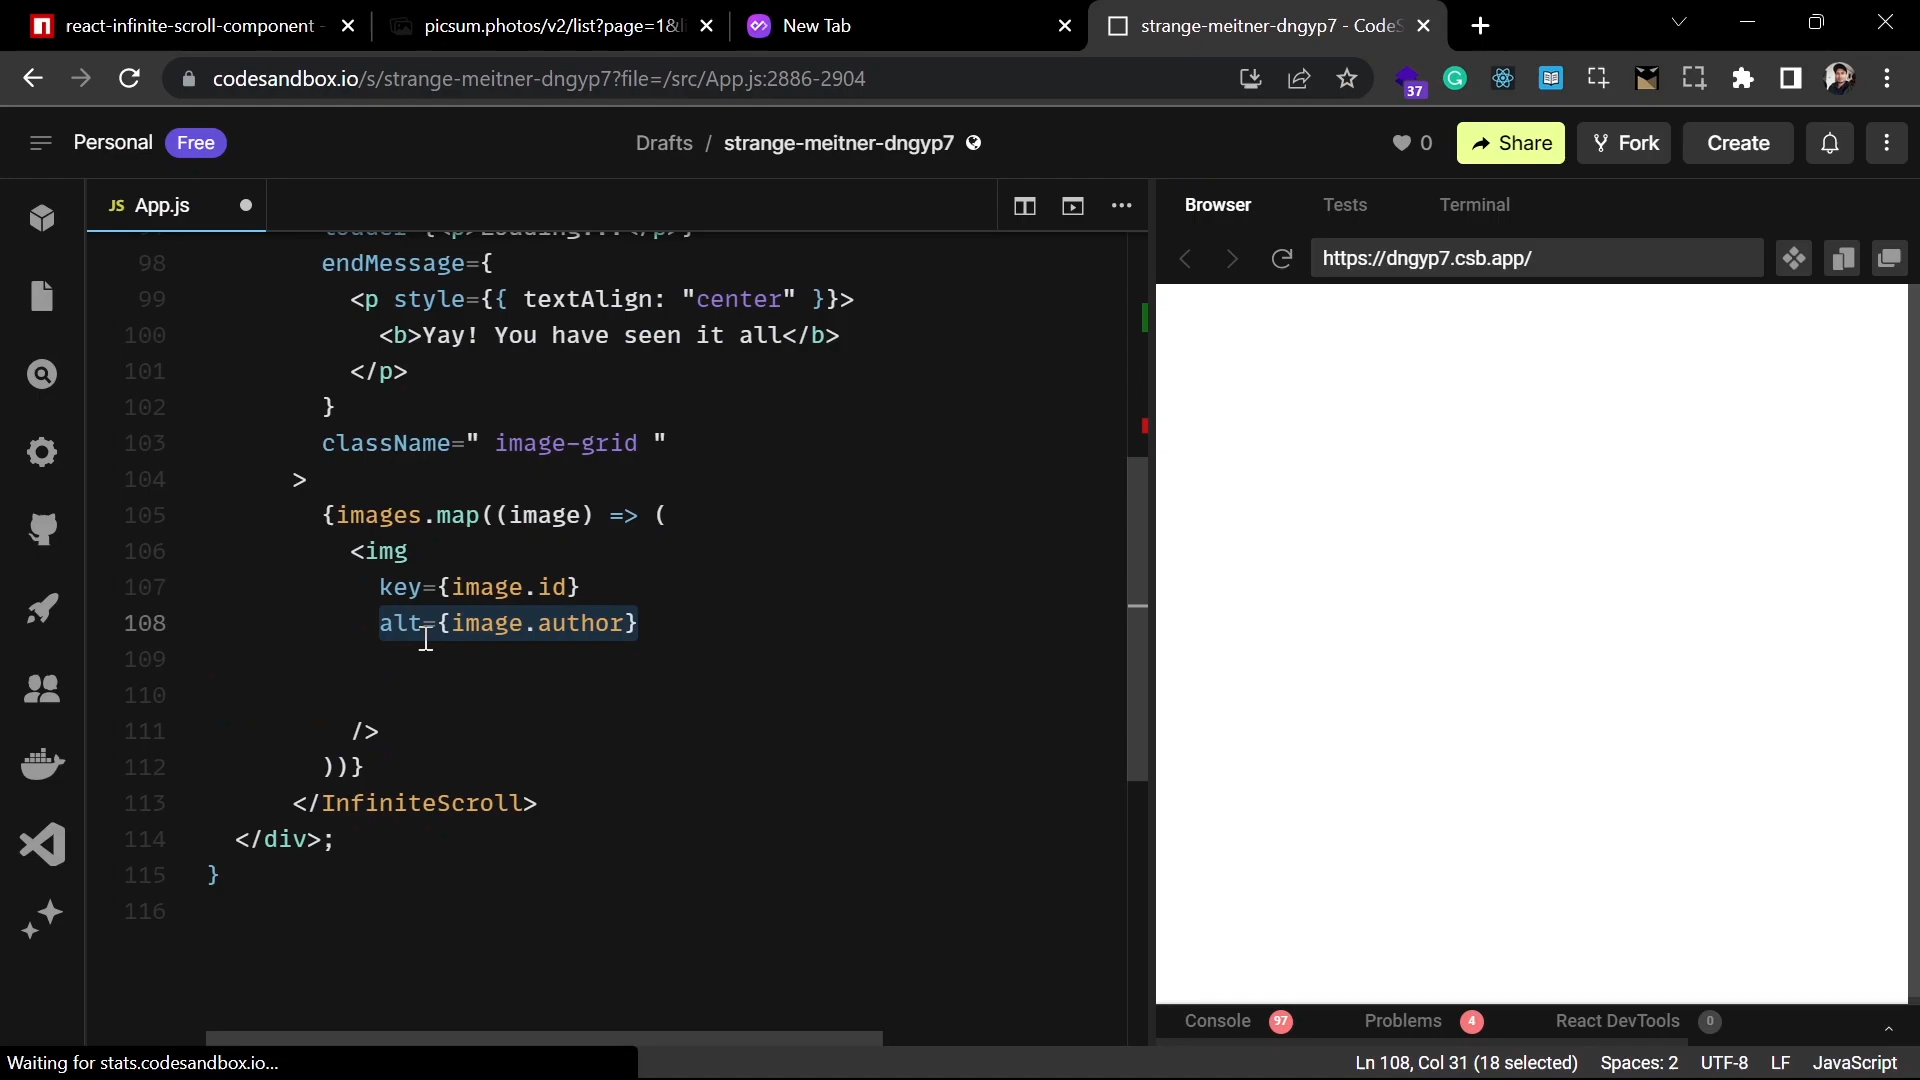 react-infinite-scroll-component -
picsum.photos/v2/list?page=1&li
New Tab
strange-meitner-dngyp7 - CodeS
codesandbox.io/s/strange-meitner-dngyp7?file=/src/App.js:2886-2904
37
Personal Free
Drafts / strange-meitner-dngyp7
0
Share
Fork
Create
JS App.js
Browser
Tests
Terminal
https://dngyp7.csb.app/
98 endMessage={
99 <p style={{ textAlign: "center" }}>
100 <b>Yay! You have seen it all</b>
101 </p>
102 }
103 className=" image-grid "
104 >
105 {images.map((image) => (
106 <img
107 key={image.id}
108 alt={image.author}
109
110
111 />
112 ))}
113 </InfiniteScroll>
114 </div>;
115 }
116
Console 97
Problems 4
React DevTools 0
Waiting for stats.codesandbox.io...
Ln 108, Col 31 (18 selected)
Spaces: 2
UTF-8
LF
JavaScript